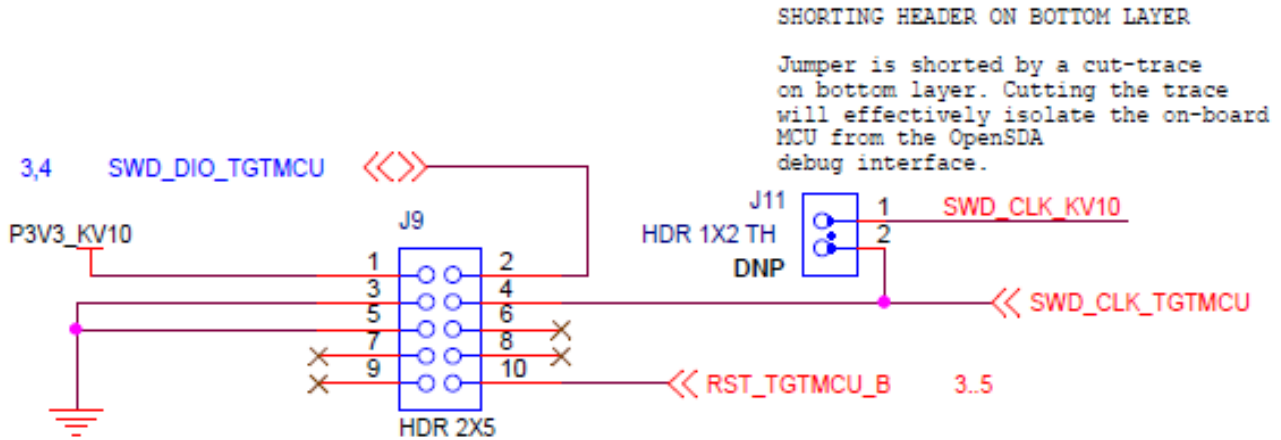 SHORTING HEADER ON BOTTOM LAYER
Jumper is shorted by a cut-trace
on bottom layer. Cutting the trace
will effectively isolate the on-board
MCU from the OpenSDA
debug interface.
3,4 SWD_DIO_TGTMCU
J11 1 SWD_CLK_KV10
J9
P3V3_KV10 HDR 1X2 TH 2
DNP
1 2
3 4
SWD_CLK_TGTMCU
5 6
7 8
9 10
RST_TGTMCU_B 3..5
HDR 2X5